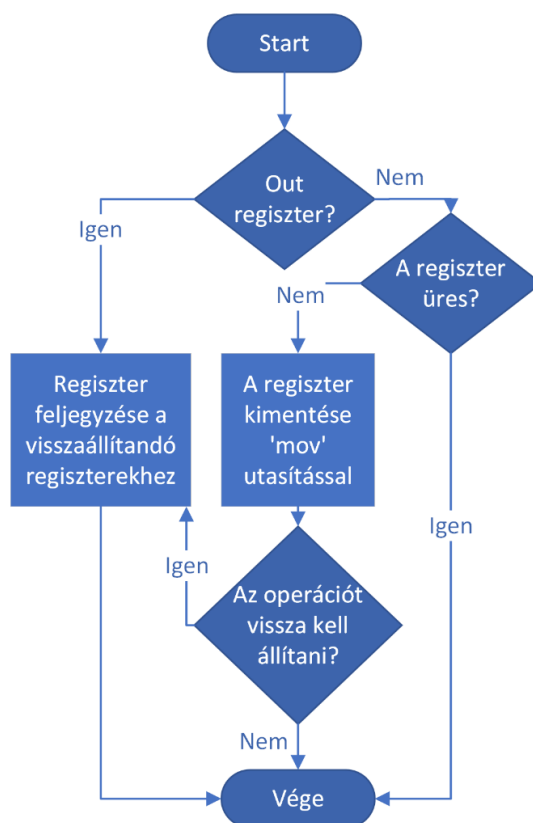 Start
Out
regiszter?
Nem
Igen
A regiszter
üres?
Nem
Regiszter
feljegyzése a
visszaállítandó
regiszterekhez
A regiszter
kimentése
'mov'
utasítással
Igen
Igen
Az operációt
vissza kell
állítani?
Nem
Vége